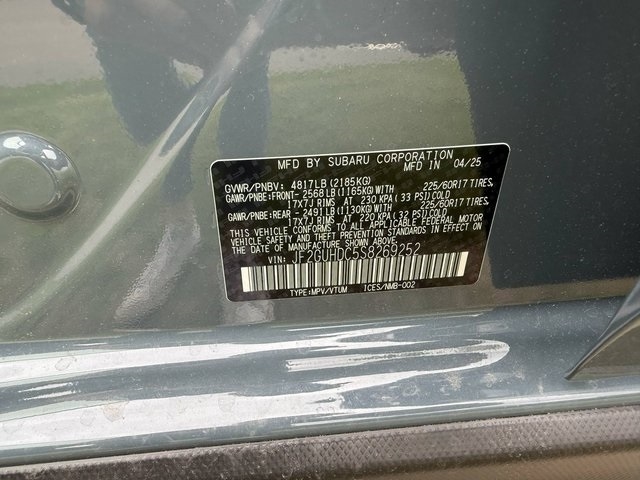 MFD BY SUBARU CORPORATION
MFD IN 04/25
GVWR/PNBV: 4817LB(2185KG)
GAWR/PNBE:FRONT- 2568LB(1165KG)WITH 225/60R17 TIRES,
17X7J RIMS AT 230 KPA( 33 PSI)COLD
GAWR/PNBE:REAR -2491LB(1130KG)WITH 225/60R17 TIRES,
17X7J RIMS AT 220 KPA( 32 PSI)COLD
THIS VEHICLE CONFORMS TO ALL APPLICABLE FEDERAL MOTOR
VEHICLE SAFETY AND THEFT PREVENTION STANDARDS IN EFFECT ON
THE DATE OF MANUFACTURE SHOWN ABOVE.
VIN: JF2GUHDC5S8269252
TYPE:MPV/VTUM ICES/NMB-002